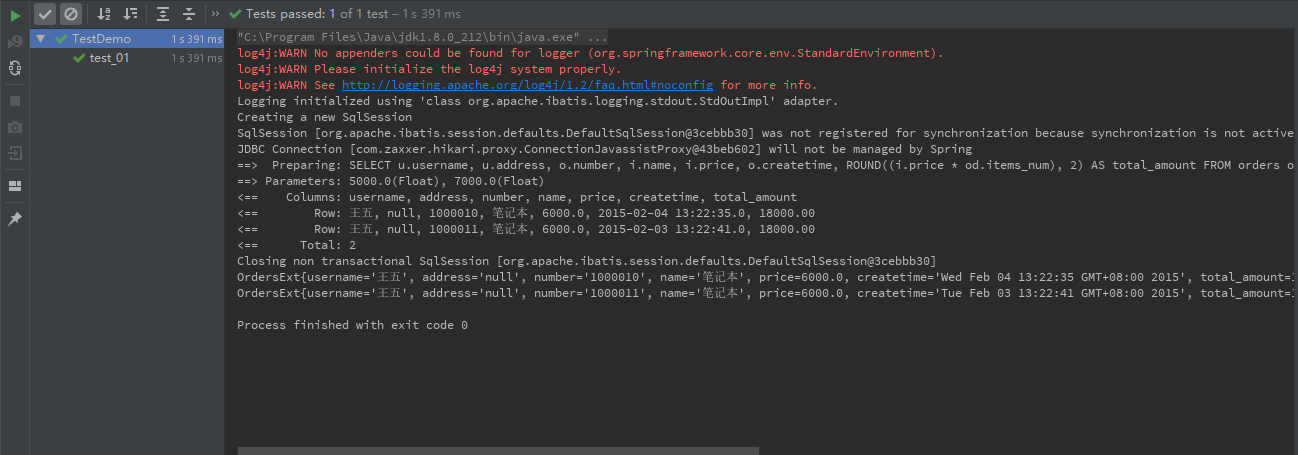 Tests passed: 1 of 1 test – 1 s 391 ms
TestDemo 1 s 391 ms
test_01 1 s 391 ms
"C:\Program Files\Java\jdk1.8.0_212\bin\java.exe" ...
log4j:WARN No appenders could be found for logger (org.springframework.core.env.StandardEnvironment).
log4j:WARN Please initialize the log4j system properly.
log4j:WARN See http://logging.apache.org/log4j/1.2/faq.html#noconfig for more info.
Logging initialized using 'class org.apache.ibatis.logging.stdout.StdOutImpl' adapter.
Creating a new SqlSession
SqlSession [org.apache.ibatis.session.defaults.DefaultSqlSession@3cebbb30] was not registered for synchronization because synchronization is not active
JDBC Connection [com.zaxxer.hikari.proxy.ConnectionJavassistProxy@43beb602] will not be managed by Spring
==>  Preparing: SELECT u.username, u.address, o.number, i.name, i.price, o.createtime, ROUND((i.price * od.items_num), 2) AS total_amount FROM orders o
==> Parameters: 5000.0(Float), 7000.0(Float)
<==    Columns: username, address, number, name, price, createtime, total_amount
<==        Row: 王五, null, 1000010, 笔记本, 6000.0, 2015-02-04 13:22:35.0, 18000.00
<==        Row: 王五, null, 1000011, 笔记本, 6000.0, 2015-02-03 13:22:41.0, 18000.00
<==      Total: 2
Closing non transactional SqlSession [org.apache.ibatis.session.defaults.DefaultSqlSession@3cebbb30]
OrdersExt{username='王五', address='null', number='1000010', name='笔记本', price=6000.0, createtime='Wed Feb 04 13:22:35 GMT+08:00 2015', total_amount=1
OrdersExt{username='王五', address='null', number='1000011', name='笔记本', price=6000.0, createtime='Tue Feb 03 13:22:41 GMT+08:00 2015', total_amount=1
Process finished with exit code 0